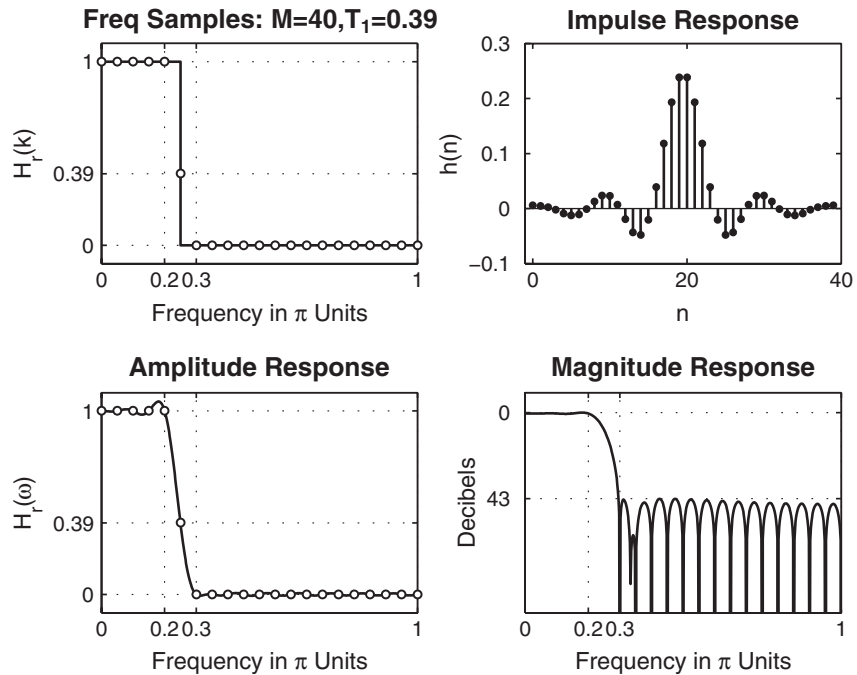 Freq Samples: M=40,T₁=0.39
1
0.39
0
Hᵣ(k)
0
0.2
0.3
1
Frequency in π Units
Impulse Response
0.3
0.2
0.1
0
−0.1
h(n)
0
20
40
n
Amplitude Response
1
0.39
0
Hᵣ(ω)
0
0.2
0.3
1
Frequency in π Units
Magnitude Response
0
43
Decibels
0
0.2
0.3
1
Frequency in π Units